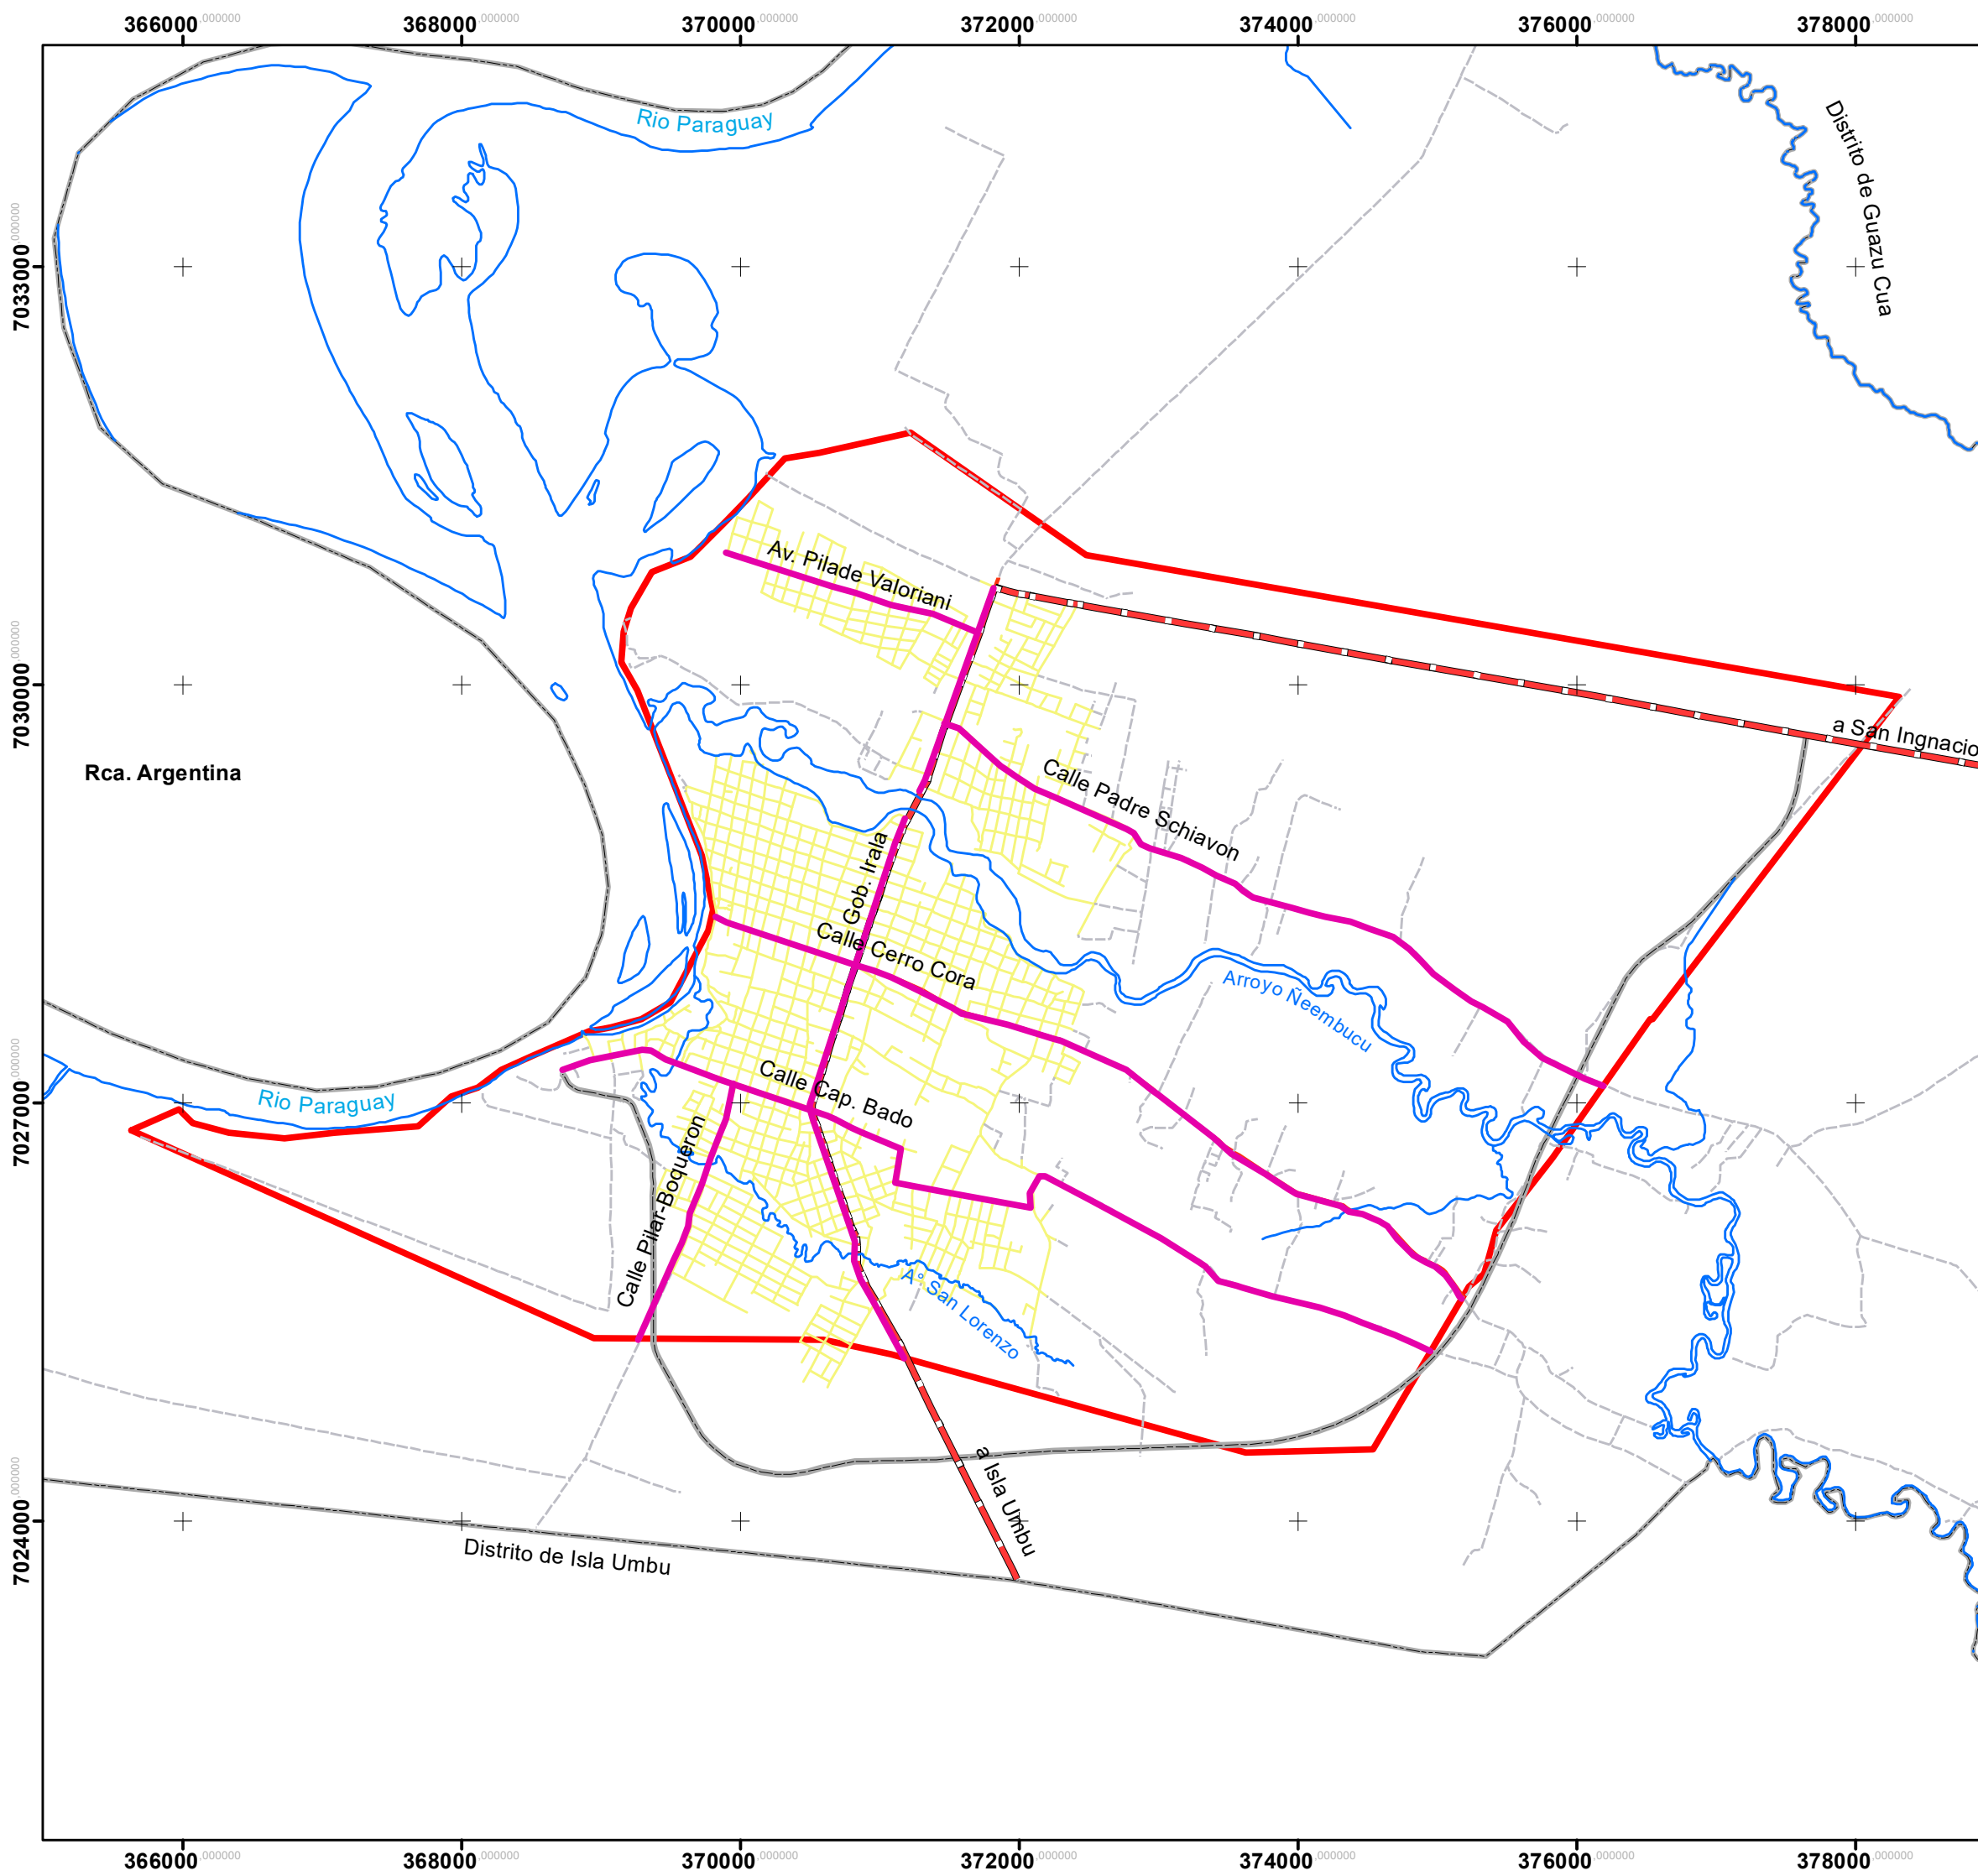 366000.000000 368000.000000 370000.000000 372000.000000 374000.000000 376000.000000 378000.000000
Rio Paraguay
Distrito de Guazu Cua
7033000.000000
Av. Pilade Valoriani
7030000.000000
a San Ingnacio
Rca. Argentina
Calle Padre Schiavon
Gob. Irala
Calle Cerro Cora
Arroyo Ñeembucu
Calle Cap. Bado
Rio Paraguay
7027000.000000
Calle Pilar-Boqueron
A° San Lorenzo
a Isla Umbu
7024000.000000
Distrito de Isla Umbu
366000.000000 368000.000000 370000.000000 372000.000000 374000.000000 376000.000000 378000.000000